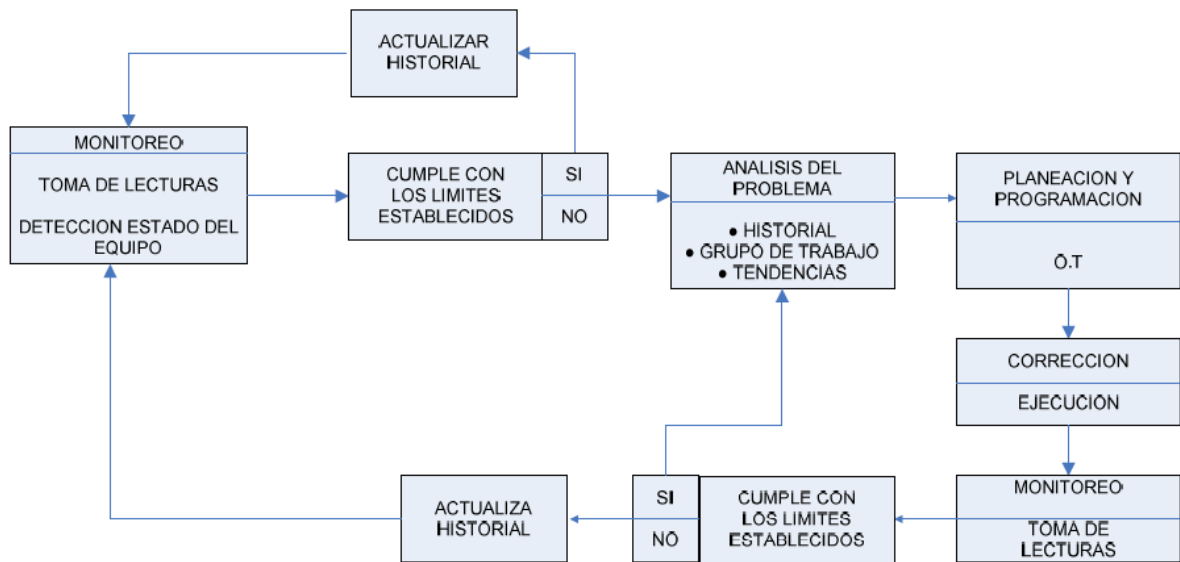 ACTUALIZAR
HISTORIAL
MONITOREO
TOMA DE LECTURAS
DETECCION ESTADO DEL
EQUIPO
CUMPLE CON
LOS LIMITES
ESTABLECIDOS
SI
NO
ANALISIS DEL
PROBLEMA
● HISTORIAL
● GRUPO DE TRABAJO
● TENDENCIAS
PLANEACION Y
PROGRAMACION
O.T
CORRECCION
EJECUCION
MONITOREO
TOMA DE
LECTURAS
CUMPLE CON
LOS LIMITES
ESTABLECIDOS
SI
NO
ACTUALIZA
HISTORIAL